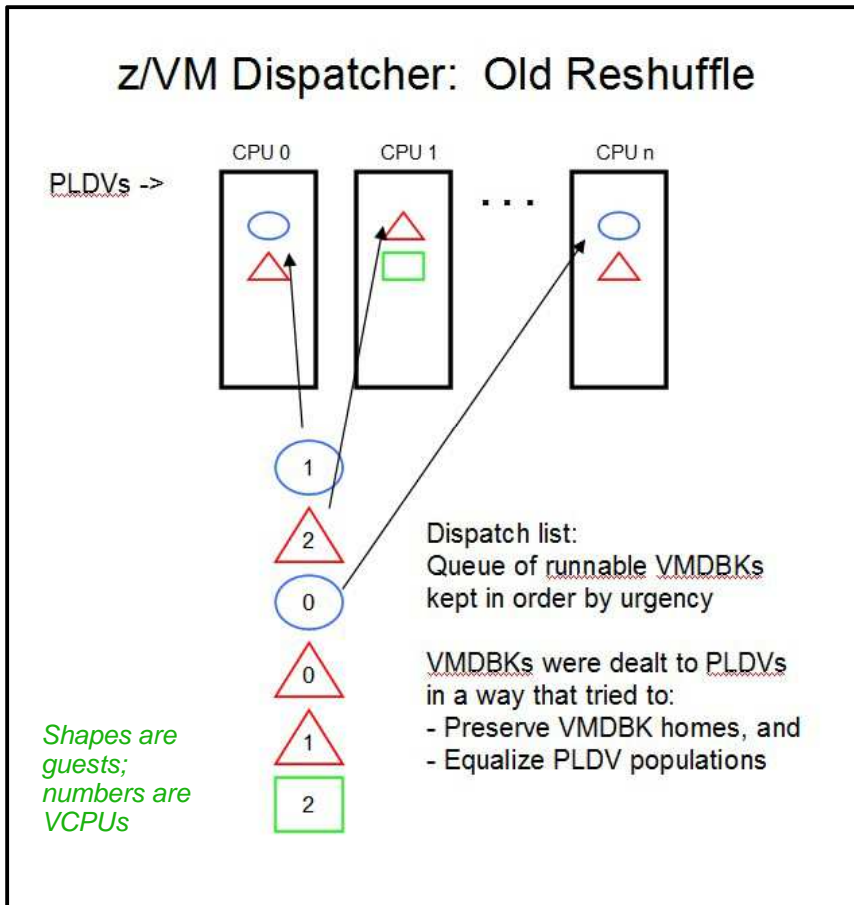 z/VM Dispatcher: Old Reshuffle
CPU 0
CPU 1
CPU n
PLDVs ->
. . .
1
2
0
0
1
2
Dispatch list:
Queue of runnable VMDBKs
kept in order by urgency
VMDBKs were dealt to PLDVs
in a way that tried to:
- Preserve VMDBK homes, and
- Equalize PLDV populations
Shapes are
guests;
numbers are
VCPUs